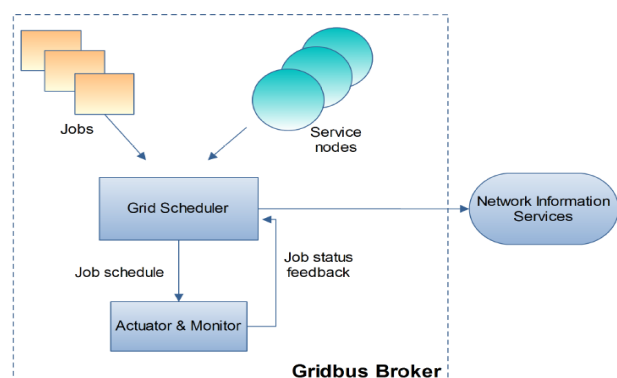 Jobs
Service
nodes
Grid Scheduler
Network Information
Services
Job schedule
Job status
feedback
Actuator & Monitor
Gridbus Broker